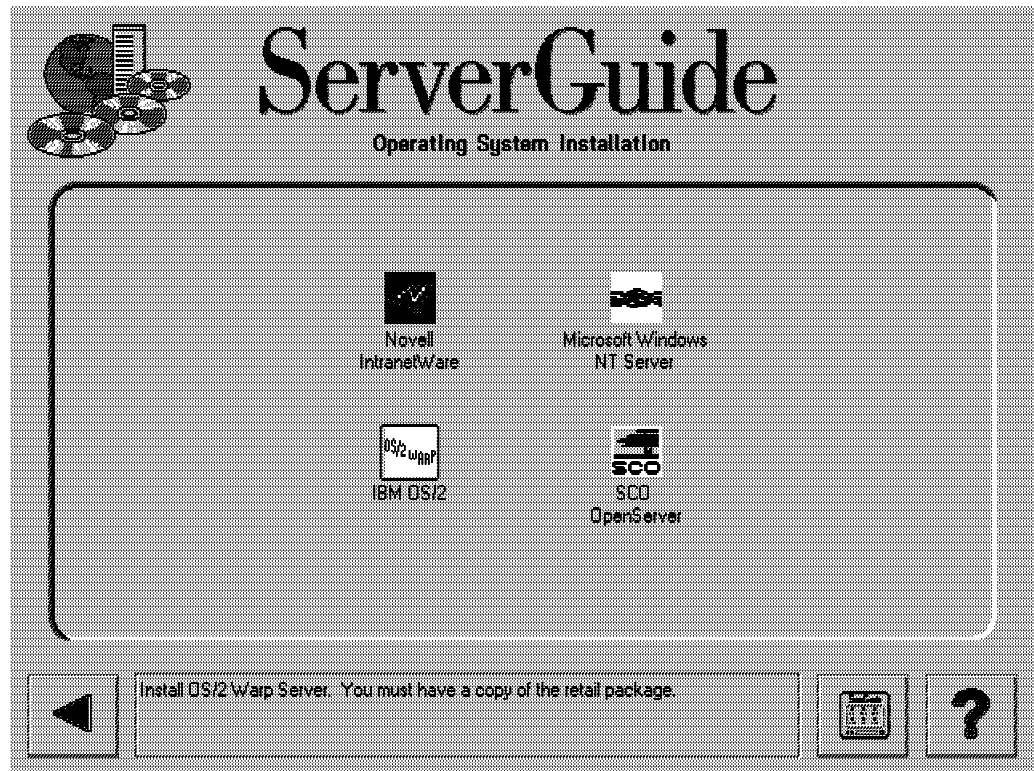 ServerGuide
Operating System Installation
Novell
IntranetWare
Microsoft Windows
NT Server
OS/2 WARP
IBM OS/2
SCO
SCO
OpenServer
Install OS/2 Warp Server. You must have a copy of the retail package.
?